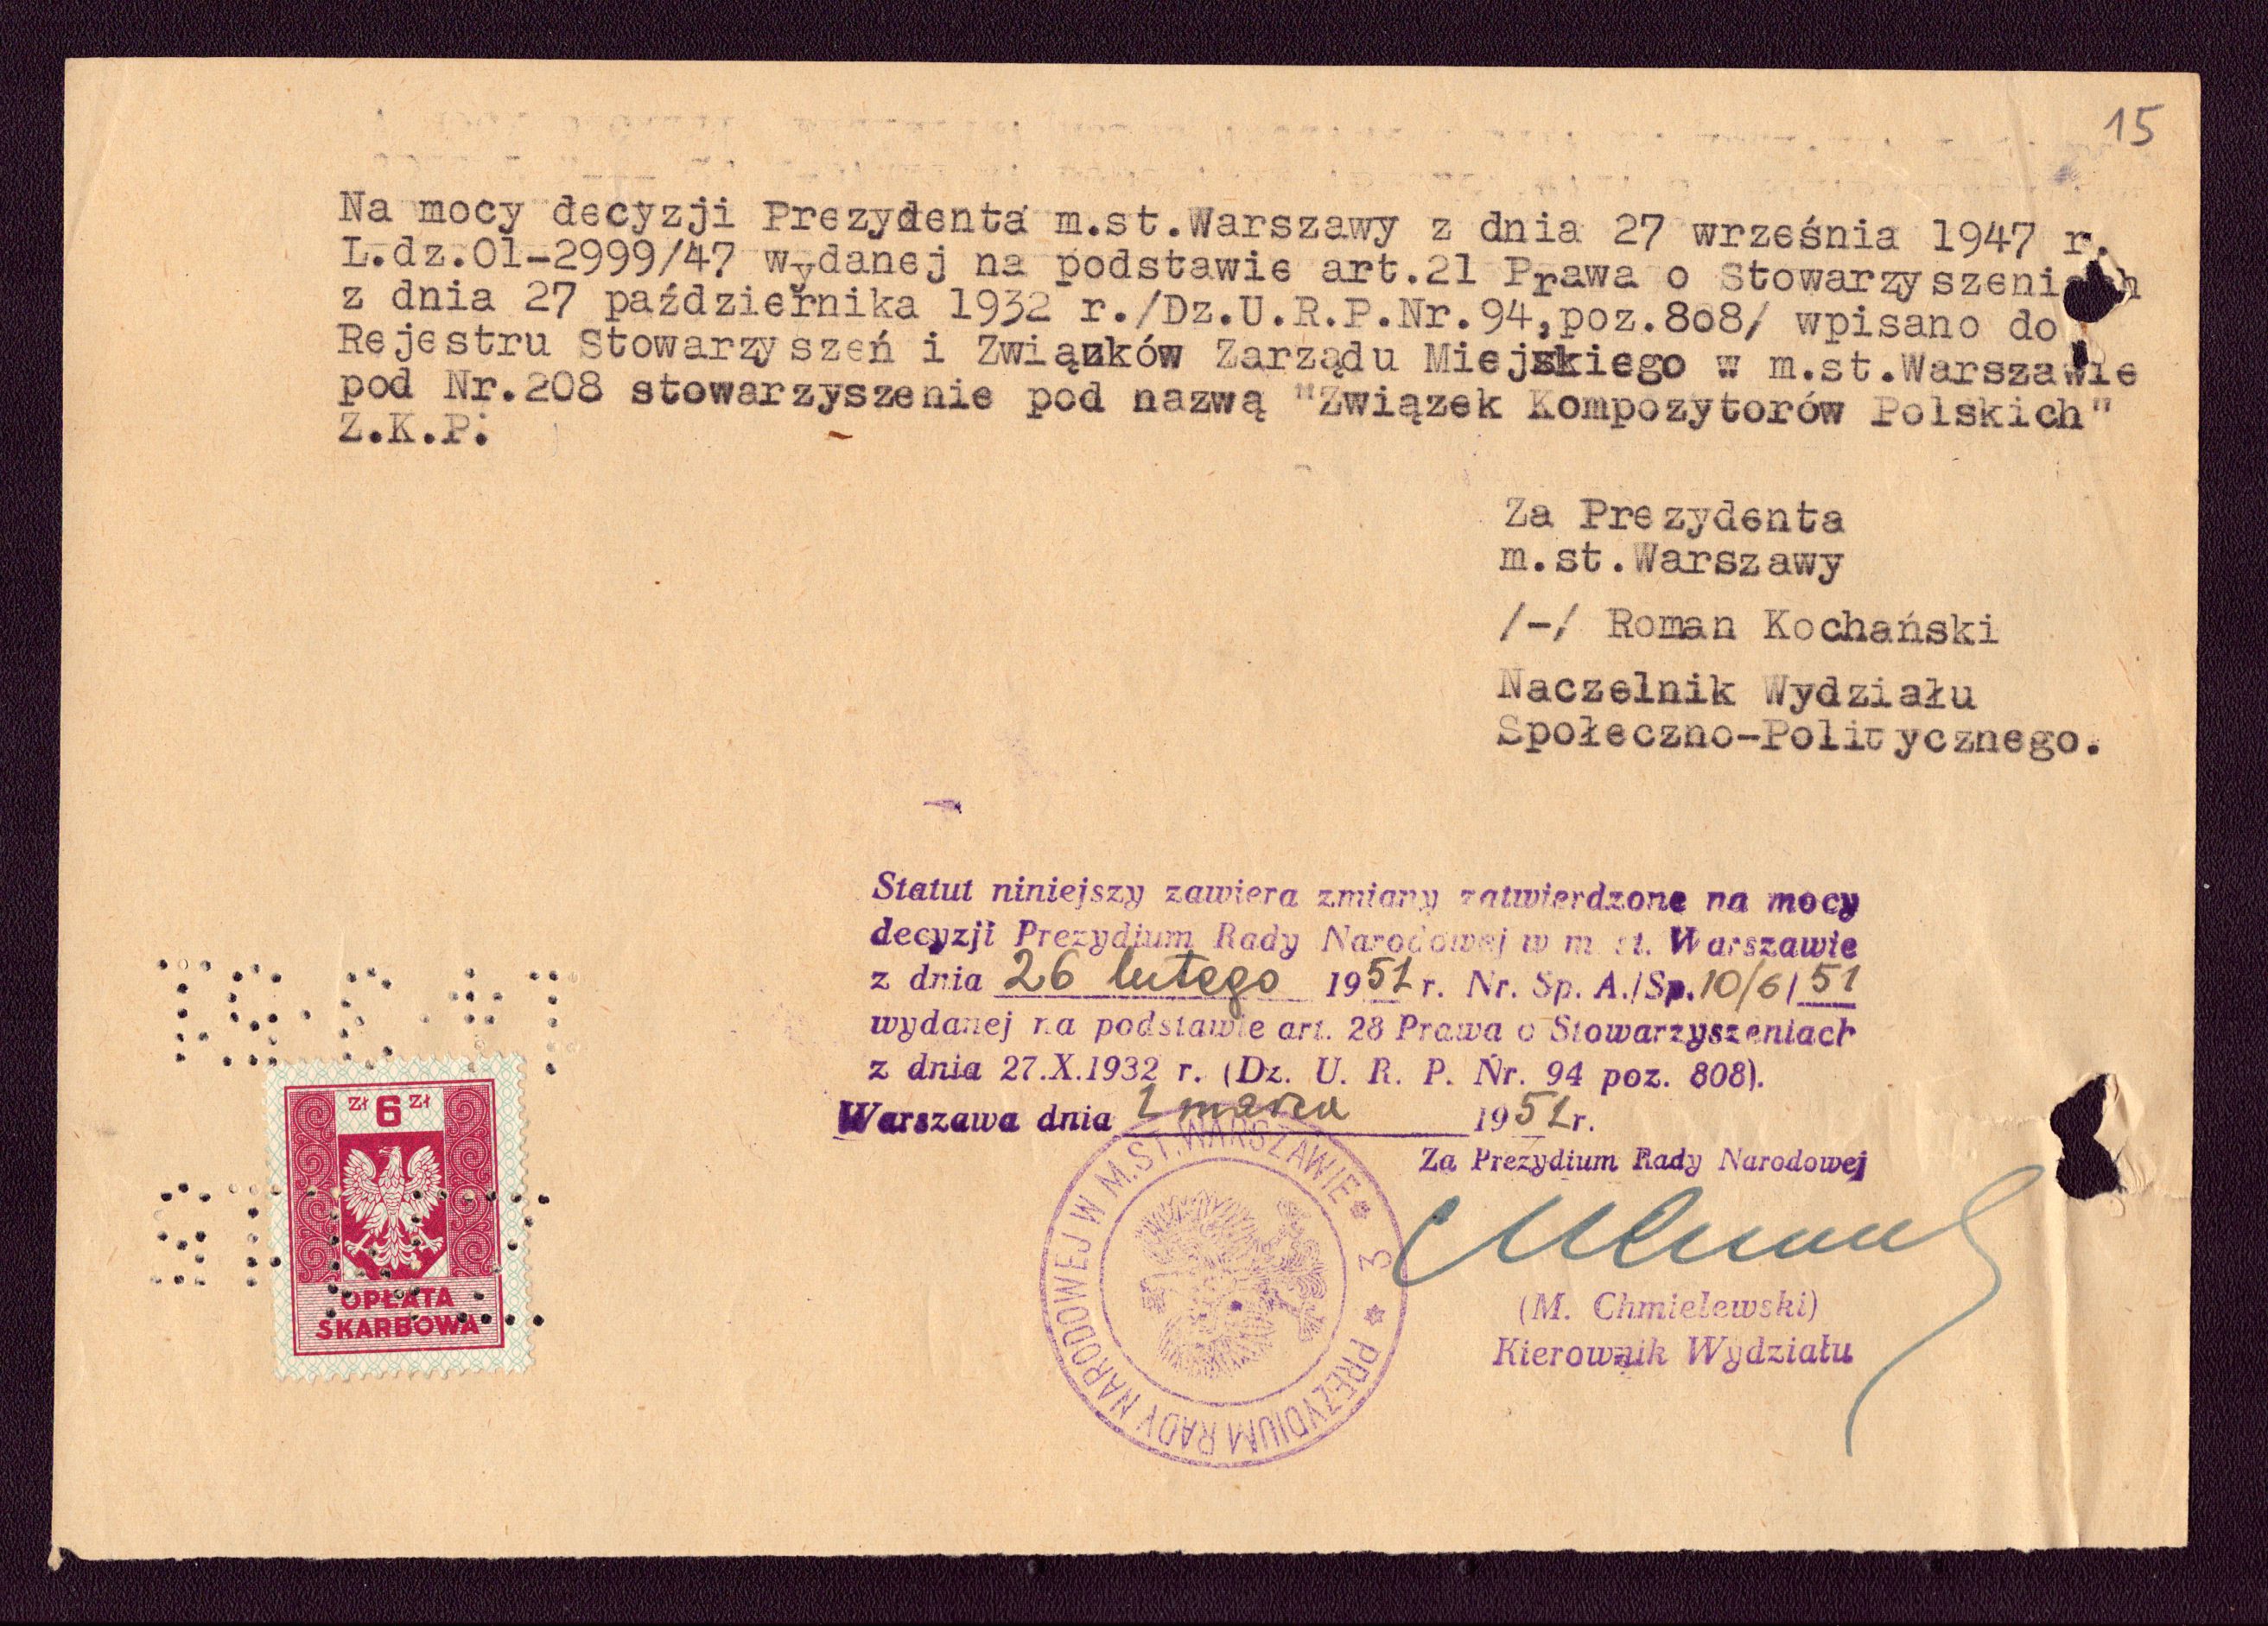 15
Na mocy decyzji Prezydenta m.st.Warszawy z dnia 27 września 1947 r.
L.dz.01-2999/47 wydanej na podstawie art.21 Prawa o Stowarzyszeniach
z dnia 27 października 1932 r./Dz.U.R.P.Nr.94,poz.808/ wpisano do
Rejestru Stowarzyszeń i Związków Zarządu Miejskiego w m.st.Warszawie
pod Nr.208 stowarzyszenie pod nazwą "Związek Kompozytorów Polskich"
Z.K.P.
Za Prezydenta
m.st.Warszawy
/-/ Roman Kochański
Naczelnik Wydziału
Społeczno-Politycznego.
Statut niniejszy zawiera zmiany zatwierdzone na mocy
decyzji Prezydium Rady Narodowej w m. st. Warszawie
z dnia 26 lutego 1951 r. Nr. Sp. A./Sp.10/6/51
wydanej na podstawie art. 28 Prawa o Stowarzyszeniach
z dnia 27.X.1932 r. (Dz. U. R. P. Nr. 94 poz. 808).
Warszawa dnia 1 marca 1951 r.
Za Prezydium Rady Narodowej
(M. Chmielewski)
Kierownik Wydziału
PREZYDIUM RADY NARODOWEJ W M.ST.WARSZAWIE * 3 *
zł 6 zł
OPŁATA
SKARBOWA